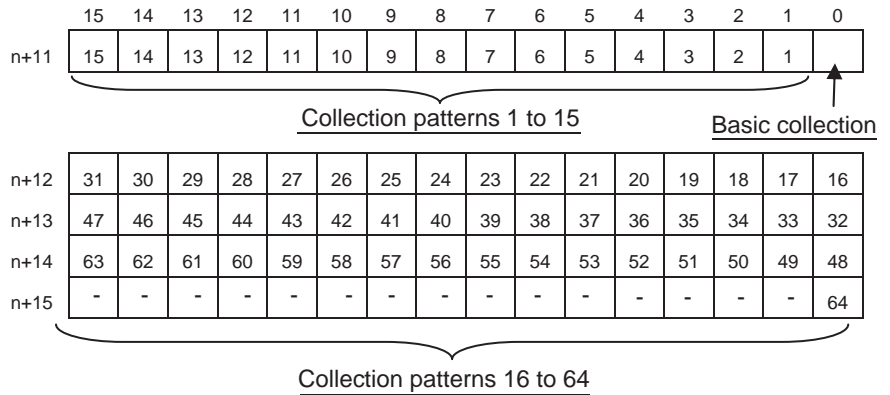 15 14 13 12 11 10 9 8 7 6 5 4 3 2 1 0
n+11 15 14 13 12 11 10 9 8 7 6 5 4 3 2 1
Collection patterns 1 to 15
Basic collection
n+12 31 30 29 28 27 26 25 24 23 22 21 20 19 18 17 16
n+13 47 46 45 44 43 42 41 40 39 38 37 36 35 34 33 32
n+14 63 62 61 60 59 58 57 56 55 54 53 52 51 50 49 48
n+15 - - - - - - - - - - - - - - - 64
Collection patterns 16 to 64